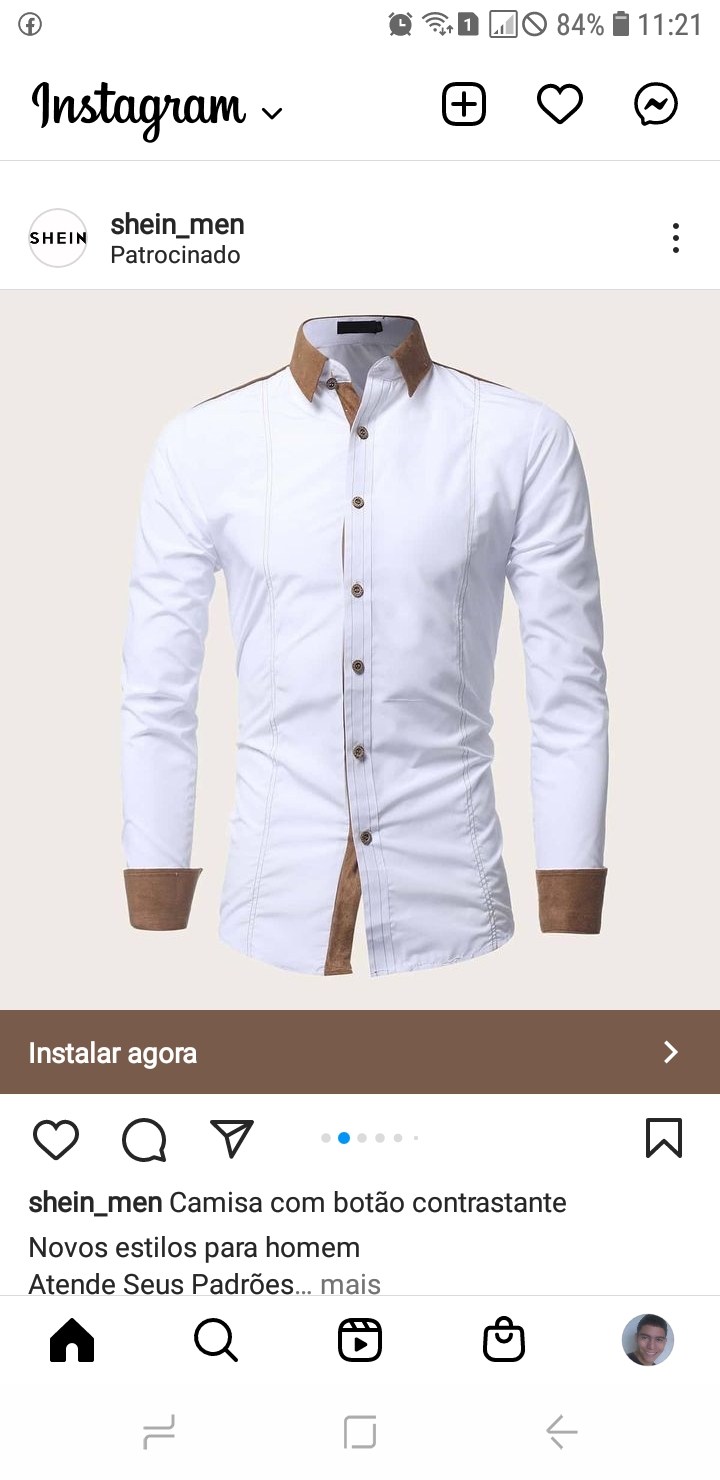 1 84% 11:21
Instagram
SHEIN
shein_men
Patrocinado
Instalar agora
shein_men Camisa com botão contrastante
Novos estilos para homem
Atende Seus Padrões... mais